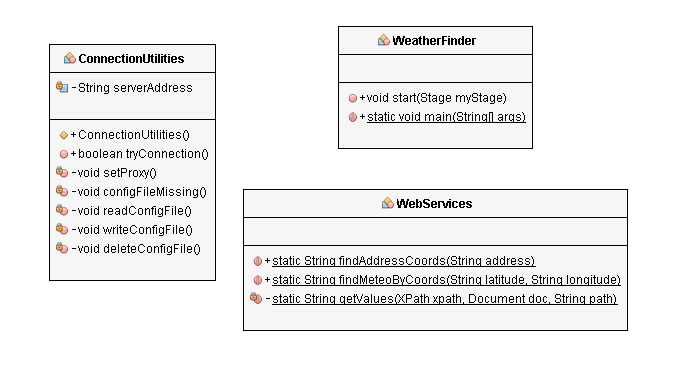 ConnectionUtilities
-String serverAddress
+ConnectionUtilities()
+boolean tryConnection()
-void setProxy()
-void configFileMissing()
-void readConfigFile()
-void writeConfigFile()
-void deleteConfigFile()
WeatherFinder
+void start(Stage myStage)
+static void main(String[] args)
WebServices
+static String findAddressCoords(String address)
+static String findMeteoByCoords(String latitude, String longitude)
-static String getValues(XPath xpath, Document doc, String path)